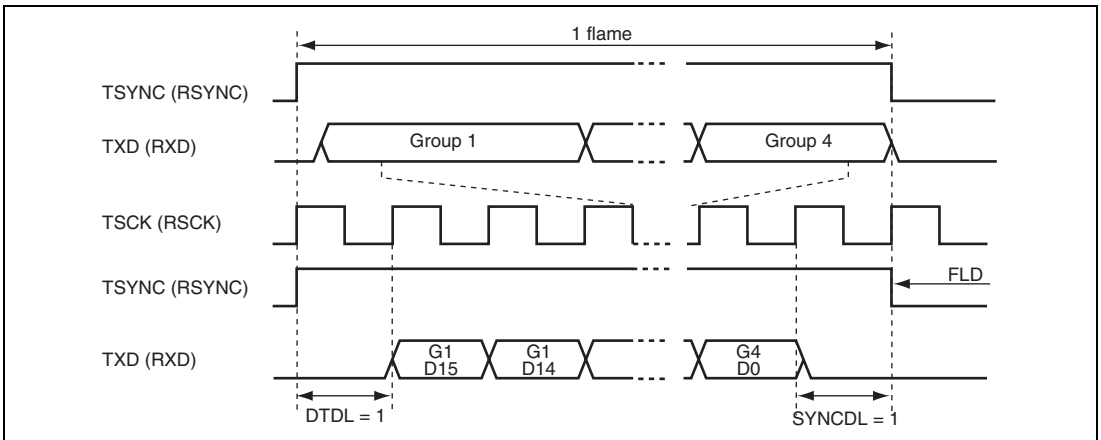 1 flame
TSYNC (RSYNC)
TXD (RXD)
Group 1
Group 4
TSCK (RSCK)
TSYNC (RSYNC)
FLD
TXD (RXD)
G1
D15
G1
D14
G4
D0
DTDL = 1
SYNCDL = 1